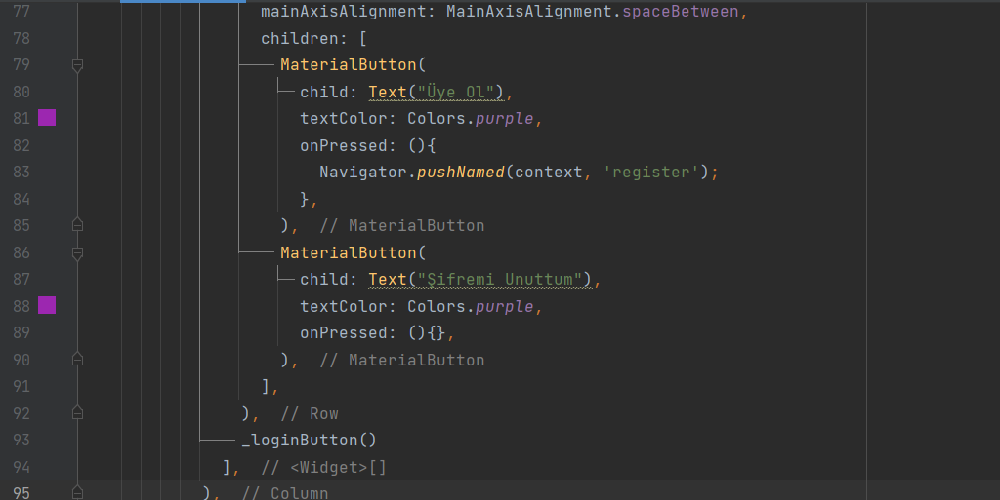 77 mainAxisAlignment: MainAxisAlignment.spaceBetween,
78 children: [
79 MaterialButton(
80 child: Text("Üye Ol"),
81 textColor: Colors.purple,
82 onPressed: (){
83 Navigator.pushNamed(context, 'register');
84 },
85 ), // MaterialButton
86 MaterialButton(
87 child: Text("Şifremi Unuttum"),
88 textColor: Colors.purple,
89 onPressed: (){},
90 ), // MaterialButton
91 ],
92 ), // Row
93 _loginButton()
94 ], // <Widget>[]
95 ), // Column